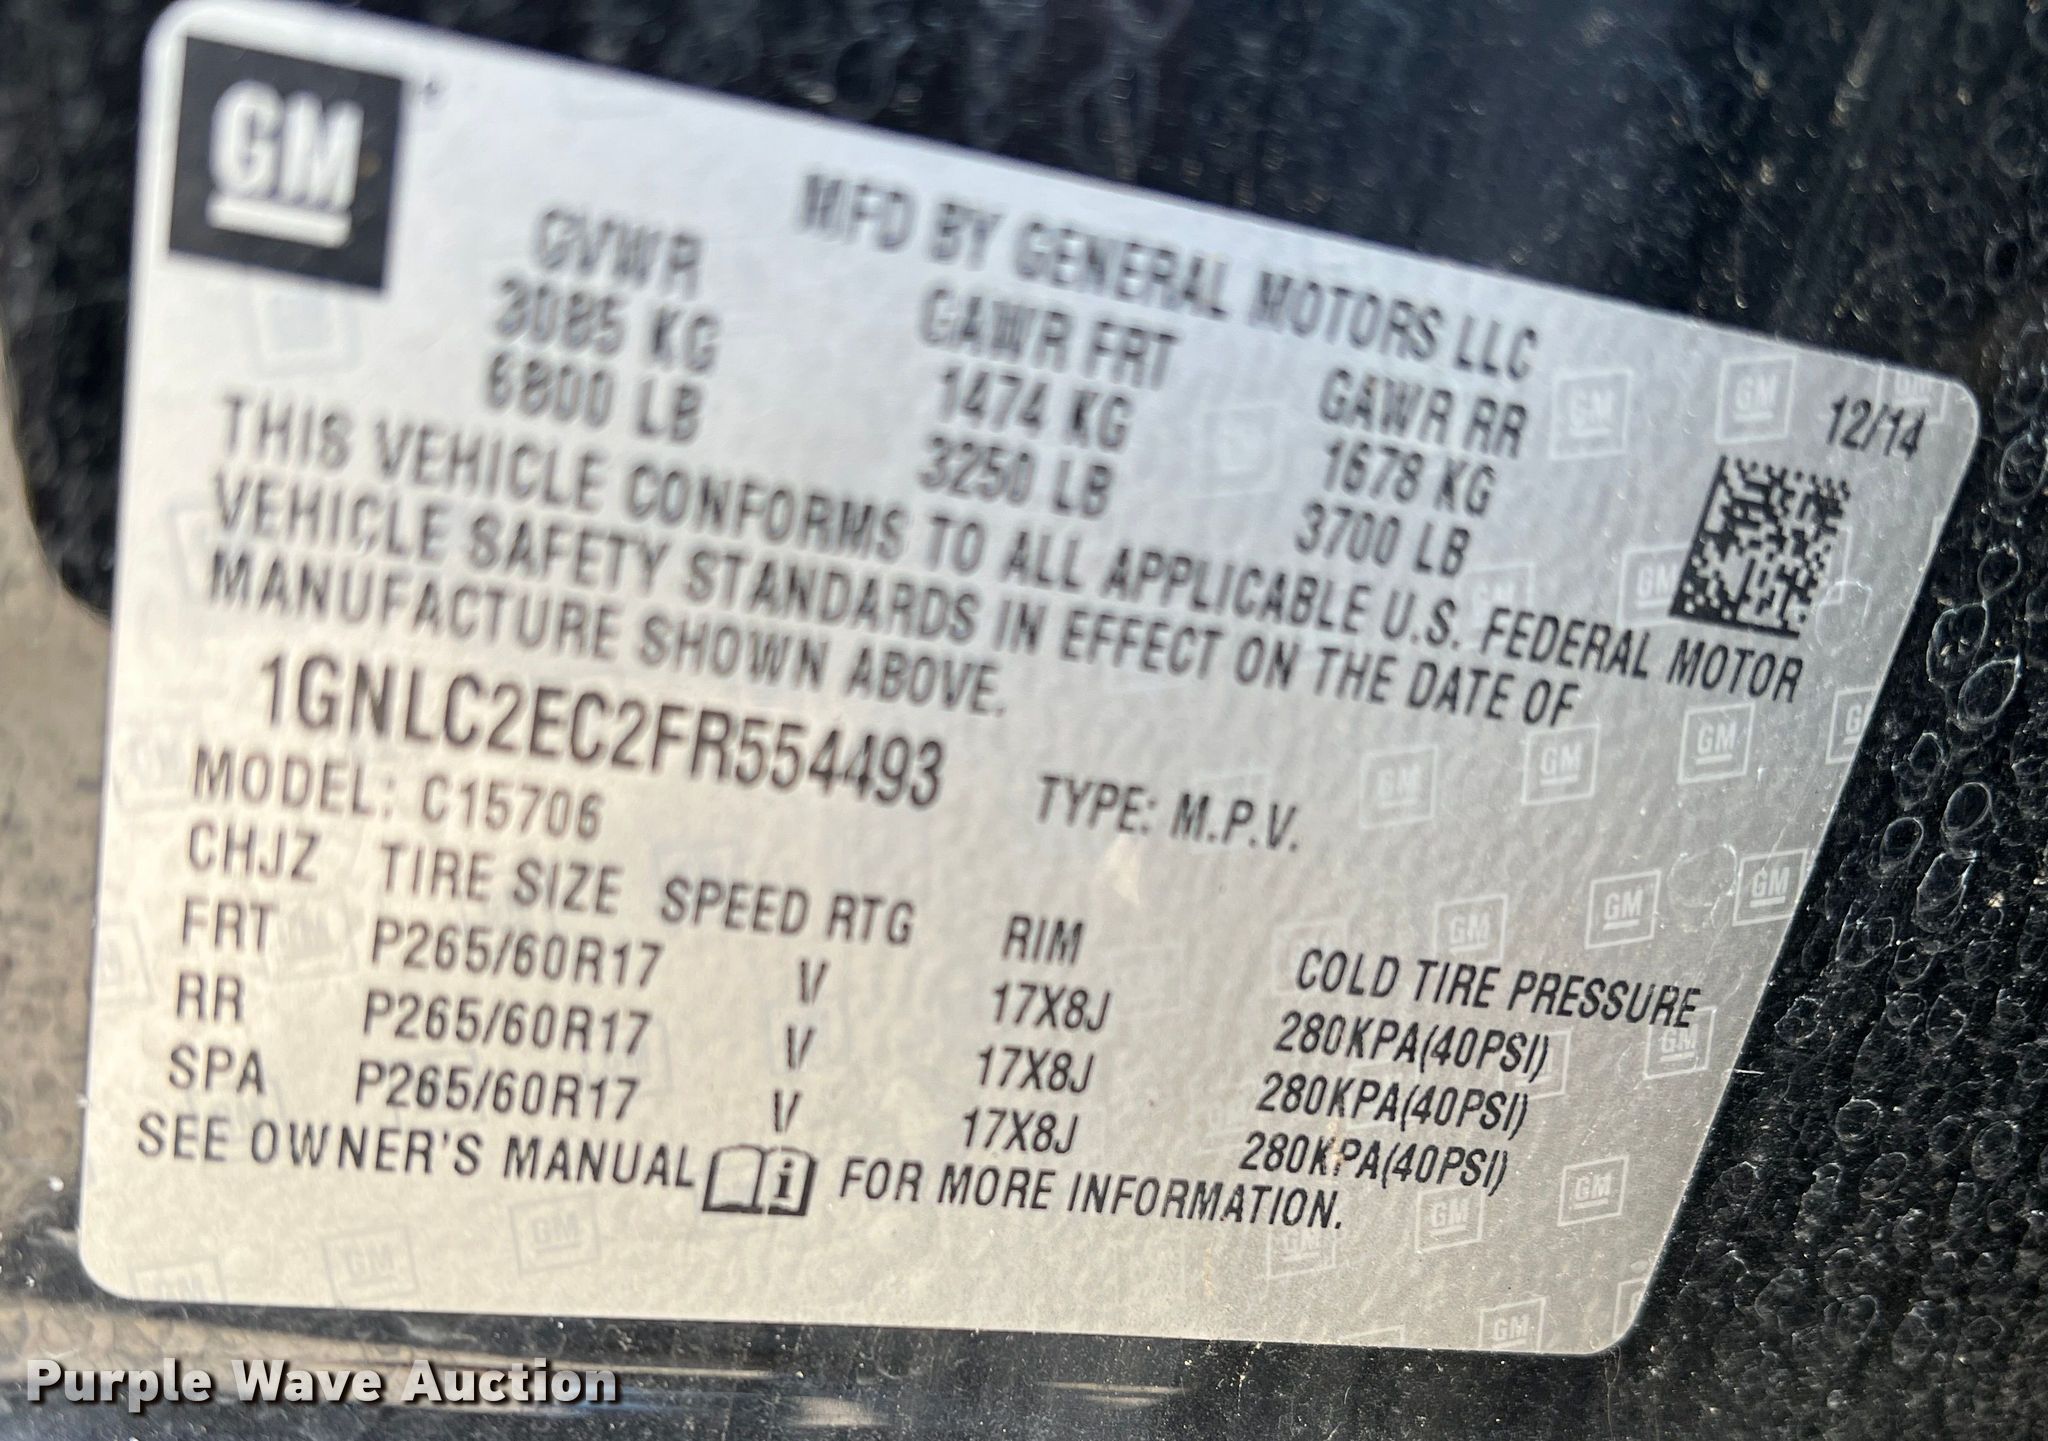 GM
MFD BY GENERAL MOTORS LLC
12/14
GVWR GAWR FRT GAWR RR
3085 KG 1474 KG 1678 KG
6800 LB 3250 LB 3700 LB
THIS VEHICLE CONFORMS TO ALL APPLICABLE U.S. FEDERAL MOTOR
VEHICLE SAFETY STANDARDS IN EFFECT ON THE DATE OF
MANUFACTURE SHOWN ABOVE.
1GNLC2EC2FR554493 TYPE: M.P.V.
MODEL: C15706
CHJZ TIRE SIZE SPEED RTG RIM COLD TIRE PRESSURE
FRT P265/60R17 V 17X8J 280KPA(40PSI)
RR P265/60R17 V 17X8J 280KPA(40PSI)
SPA P265/60R17 V 17X8J 280KPA(40PSI)
SEE OWNER'S MANUAL i FOR MORE INFORMATION.
Purple Wave Auction